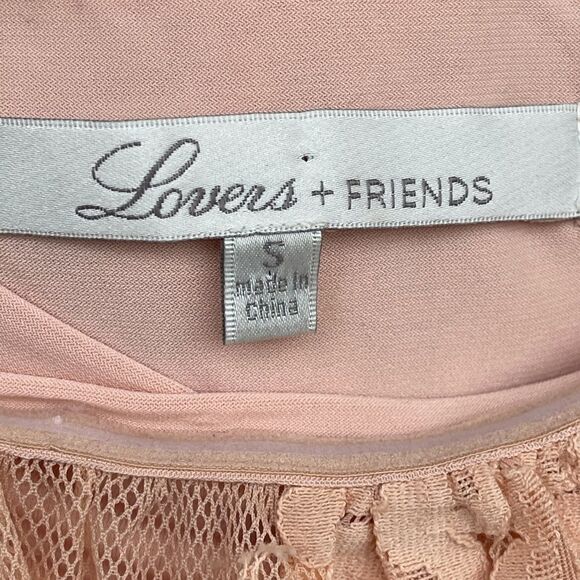 Lovers + FRIENDS
S
made in
China